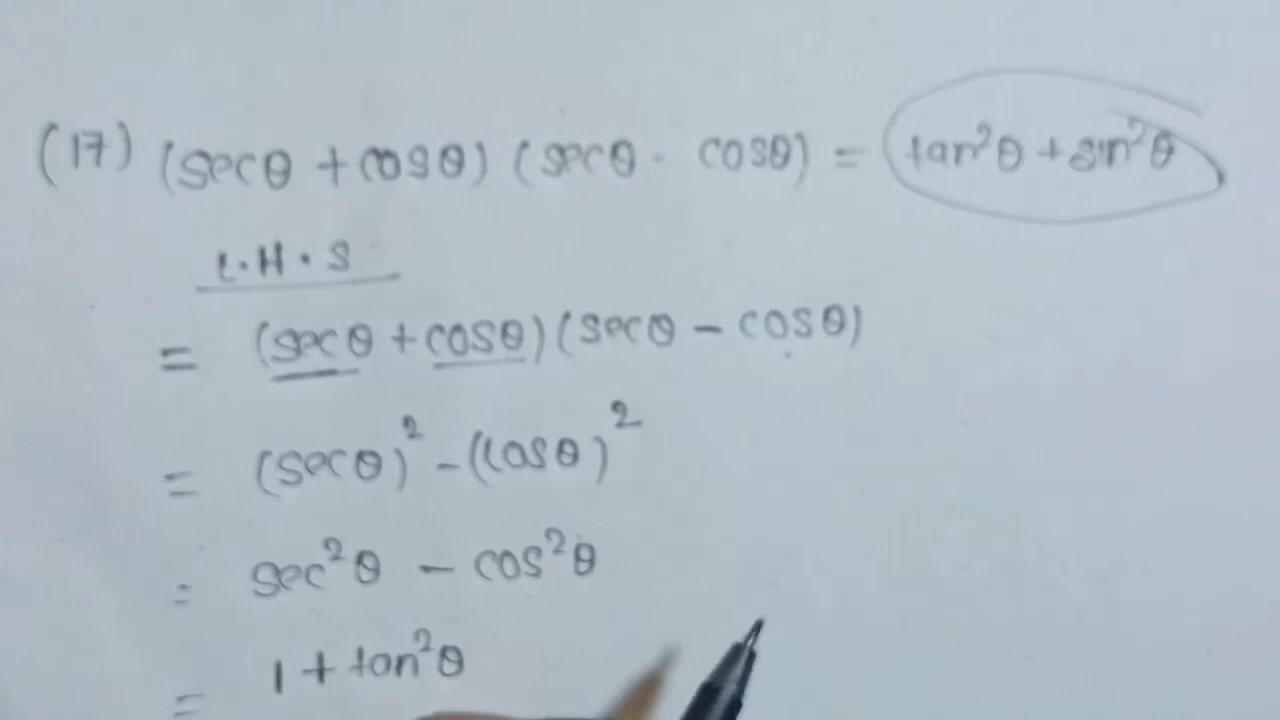 (17) (secθ + cosθ) (secθ - cosθ) = tan²θ + sin²θ
L.H.S
= (secθ + cosθ) (secθ - cosθ)
= (secθ)² - (cosθ)²
= sec²θ - cos²θ
= 1 + tan²θ